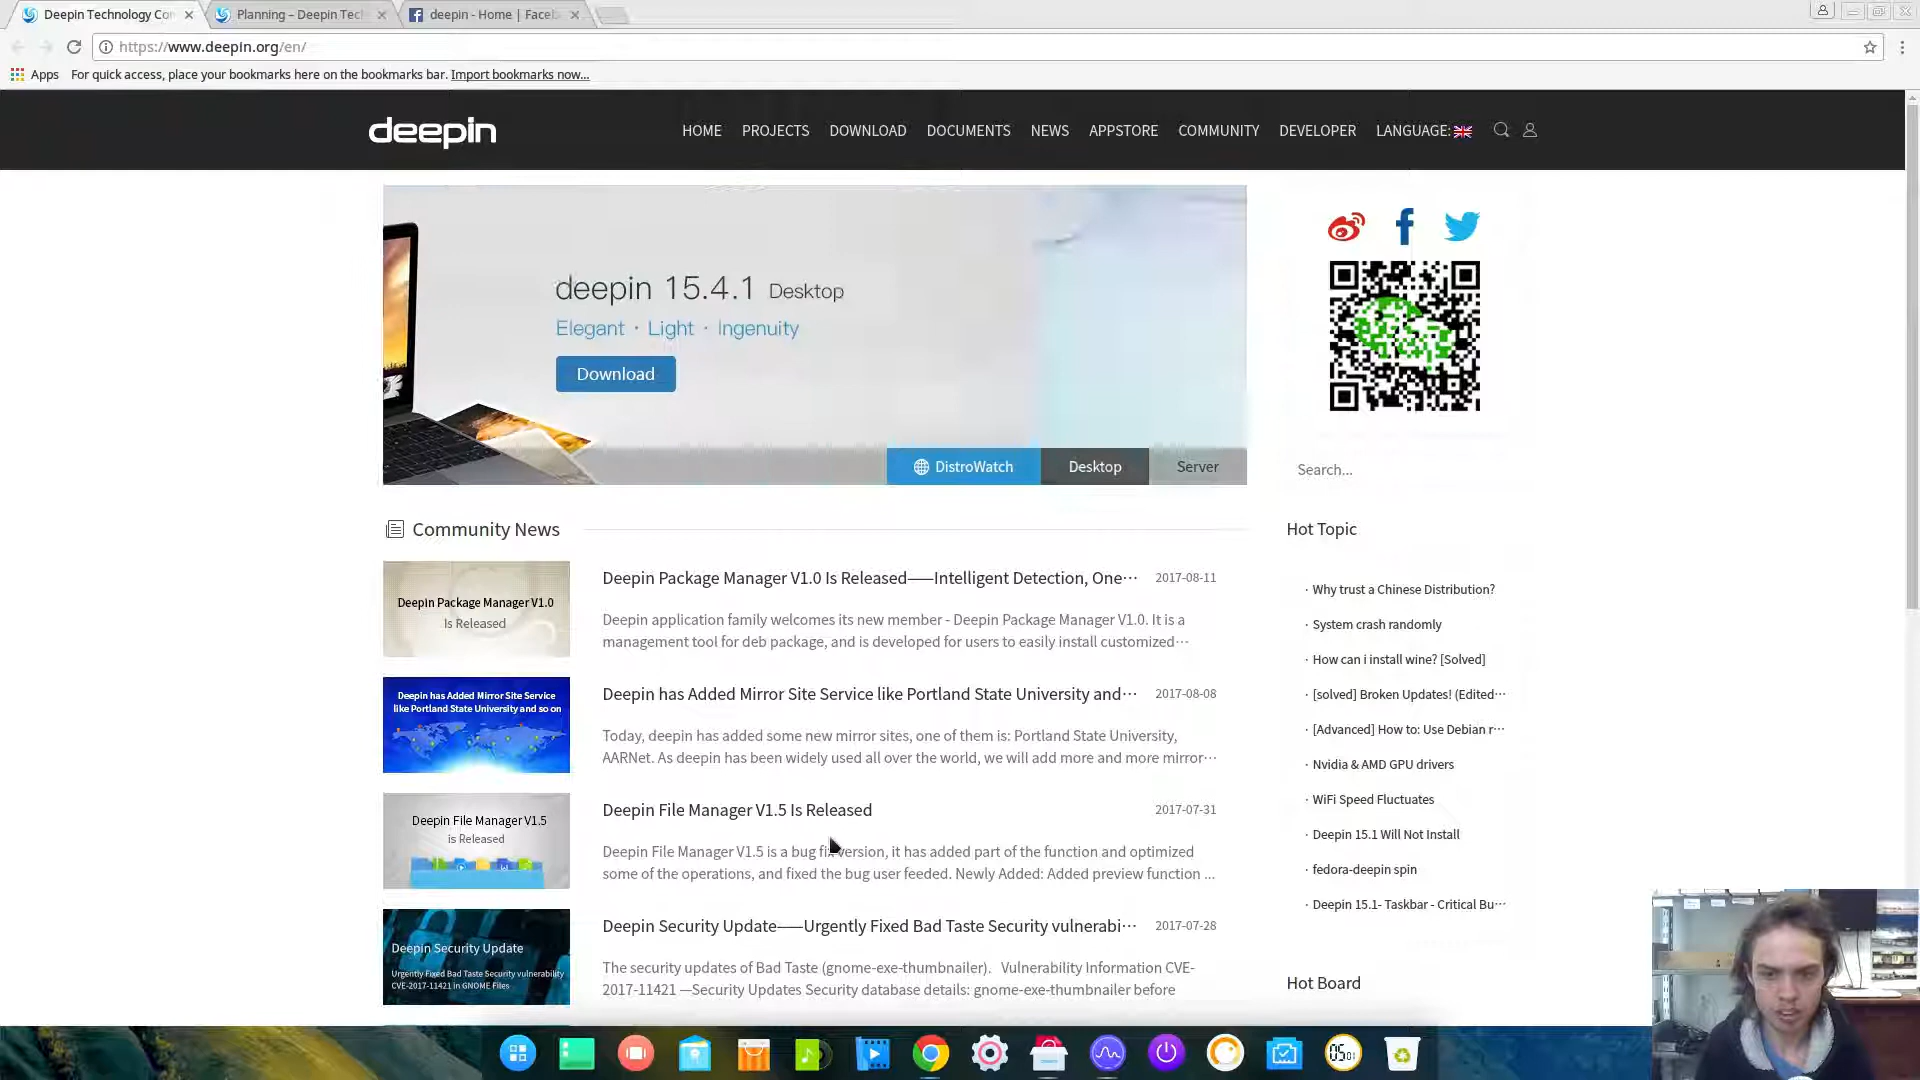 Deepin Technology Co
Planning – Deepin Tec
deepin - Home | Faceb
https://www.deepin.org/en/
Apps For quick access, place your bookmarks here on the bookmarks bar. Import bookmarks now...
deepin
HOME PROJECTS DOWNLOAD DOCUMENTS NEWS APPSTORE COMMUNITY DEVELOPER LANGUAGE:
deepin 15.4.1 Desktop
Elegant · Light · Ingenuity
Download
DistroWatch Desktop Server
Search...
Community News
Deepin Package Manager V1.0
Is Released
Deepin Package Manager V1.0 Is Released——Intelligent Detection, One··· 2017-08-11
Deepin application family welcomes its new member - Deepin Package Manager V1.0. It is a
management tool for deb package, and is developed for users to easily install customized···
Deepin has Added Mirror Site Service
like Portland State University and so on
Deepin has Added Mirror Site Service like Portland State University and··· 2017-08-08
Today, deepin has added some new mirror sites, one of them is: Portland State University,
AARNet. As deepin has been widely used all over the world, we will add more and more mirror···
Deepin File Manager V1.5
is Released
Deepin File Manager V1.5 Is Released 2017-07-31
Deepin File Manager V1.5 is a bug fix version, it has added part of the function and optimized
some of the operations, and fixed the bug user feeded. Newly Added: Added preview function ...
Deepin Security Update
Urgently Fixed Bad Taste Security vulnerability
CVE-2017-11421 in GNOME Files
Deepin Security Update——Urgently Fixed Bad Taste Security vulnerabi··· 2017-07-28
The security updates of Bad Taste (gnome-exe-thumbnailer). Vulnerability Information CVE-
2017-11421 —Security Updates Security database details: gnome-exe-thumbnailer before
Hot Topic
· Why trust a Chinese Distribution?
· System crash randomly
· How can i install wine? [Solved]
· [solved] Broken Updates! (Edited···
· [Advanced] How to: Use Debian r···
· Nvidia & AMD GPU drivers
· WiFi Speed Fluctuates
· Deepin 15.1 Will Not Install
· fedora-deepin spin
· Deepin 15.1- Taskbar - Critical Bu···
Hot Board